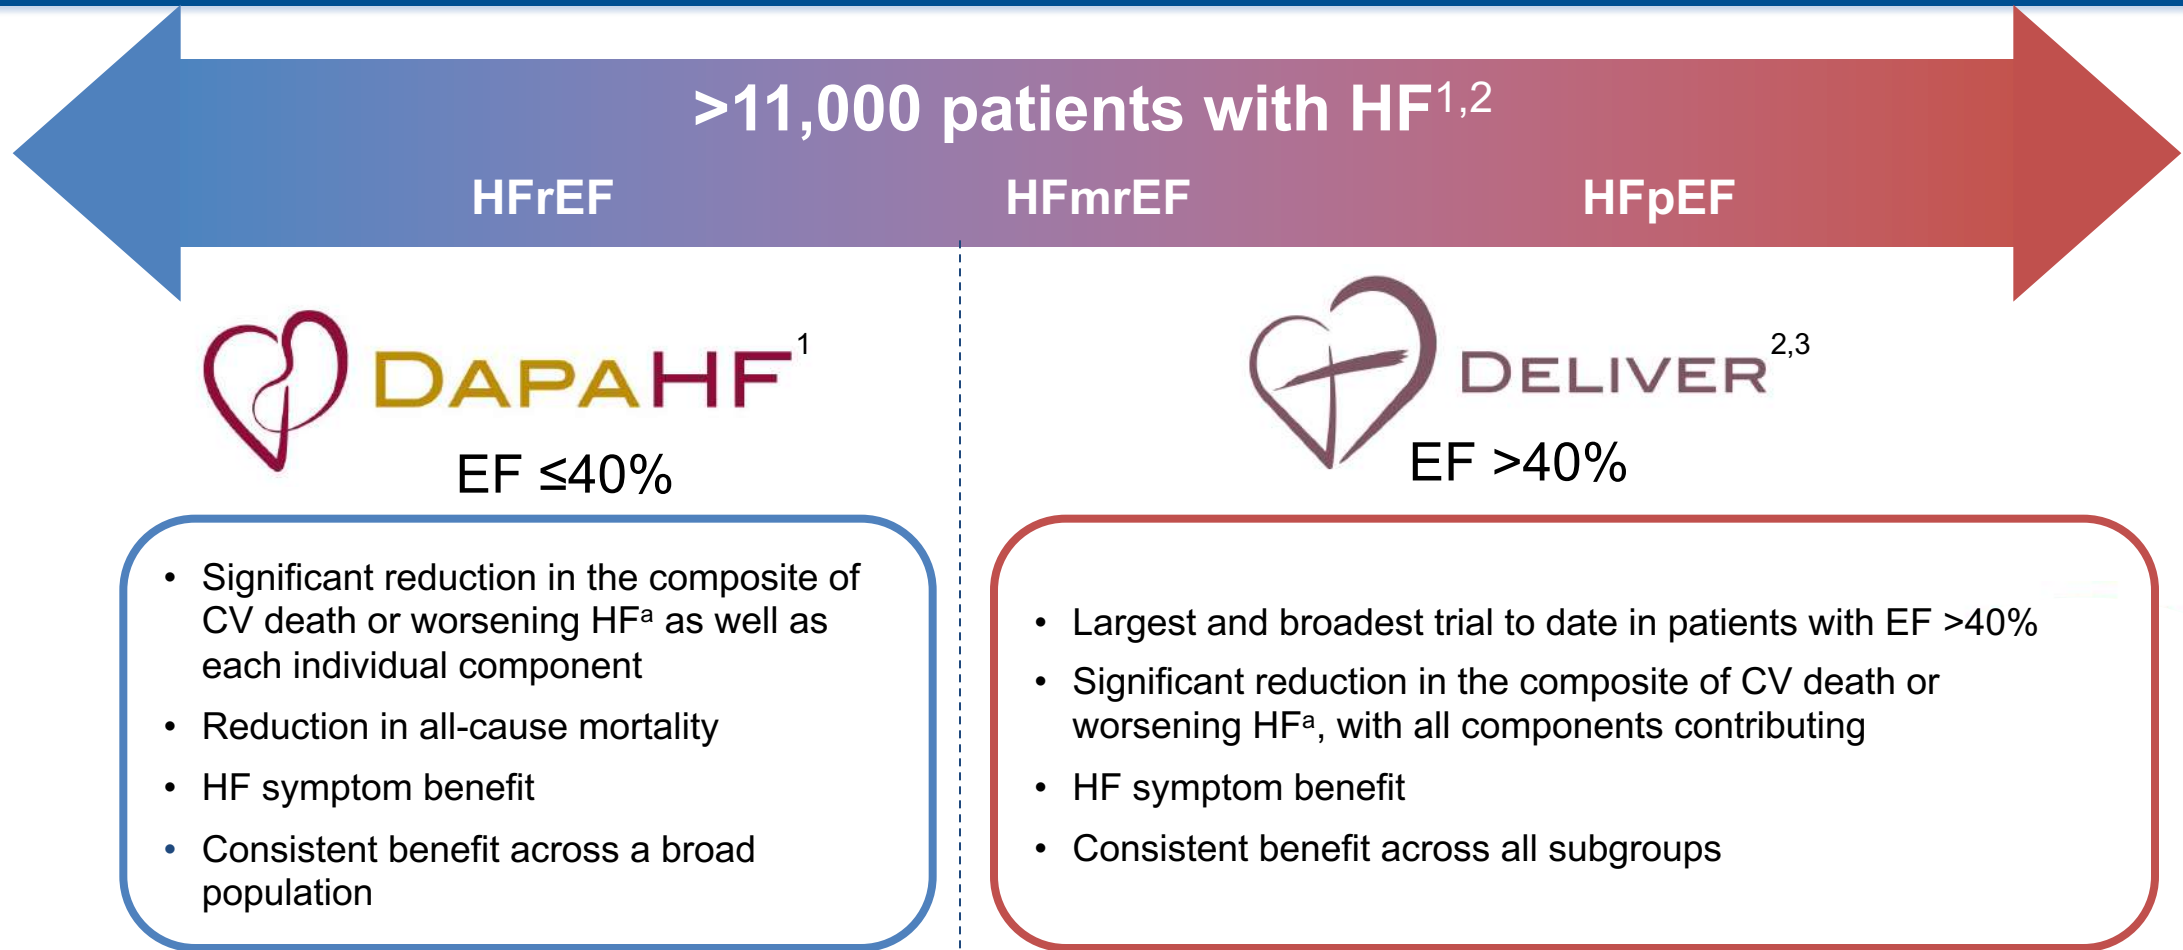 >11,000 patients with HF1,2
HFrEF
HFmrEF
HFpEF
DAPAHF1
EF ≤40%
• Significant reduction in the composite of
CV death or worsening HFa as well as
each individual component
• Reduction in all-cause mortality
• HF symptom benefit
• Consistent benefit across a broad
population
DELIVER2,3
EF >40%
• Largest and broadest trial to date in patients with EF >40%
• Significant reduction in the composite of CV death or
worsening HFa, with all components contributing
• HF symptom benefit
• Consistent benefit across all subgroups